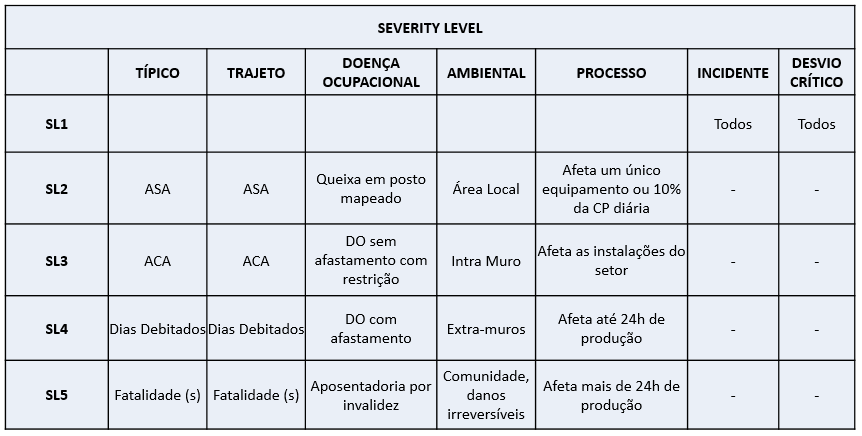 SEVERITY LEVEL
TÍPICO TRAJETO DOENÇA OCUPACIONAL AMBIENTAL PROCESSO INCIDENTE DESVIO CRÍTICO
SL1 Todos Todos
SL2 ASA ASA Queixa em posto mapeado Área Local Afeta um único equipamento ou 10% da CP diária - -
SL3 ACA ACA DO sem afastamento com restrição Intra Muro Afeta as instalações do setor - -
SL4 Dias Debitados Dias Debitados DO com afastamento Extra-muros Afeta até 24h de produção - -
SL5 Fatalidade (s) Fatalidade (s) Aposentadoria por invalidez Comunidade, danos irreversíveis Afeta mais de 24h de produção - -